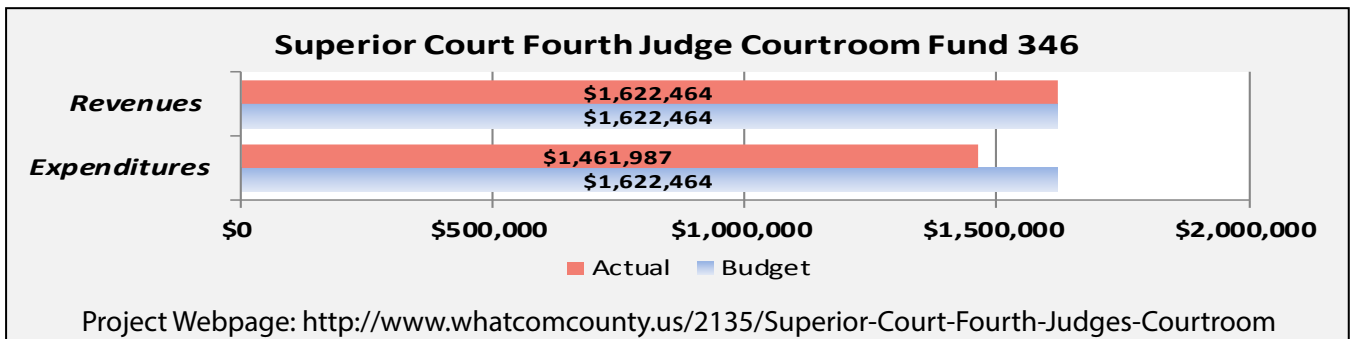 Superior Court Fourth Judge Courtroom Fund 346
Revenues
$1,622,464
$1,622,464
Expenditures
$1,461,987
$1,622,464
$0 $500,000 $1,000,000 $1,500,000 $2,000,000
Actual Budget
Project Webpage: http://www.whatcomcounty.us/2135/Superior-Court-Fourth-Judges-Courtroom